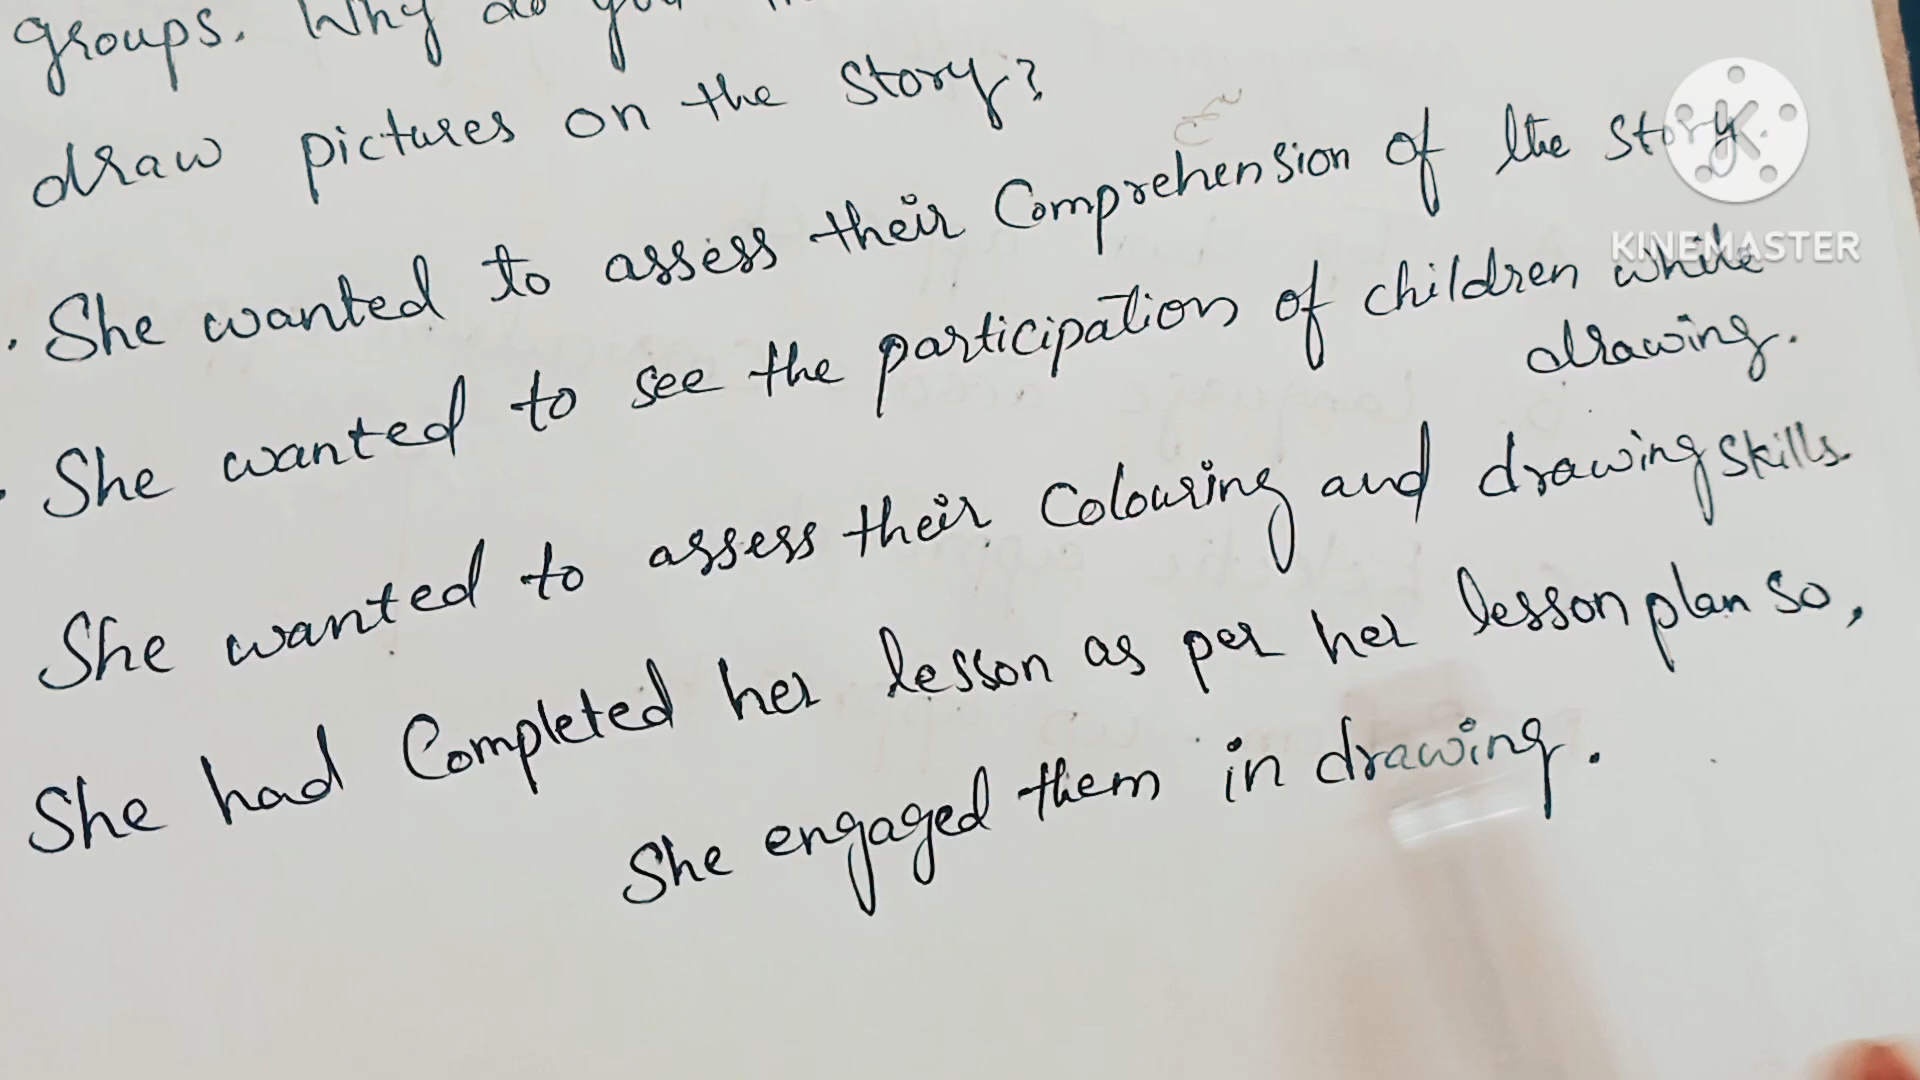 groups. Why do you
draw pictures on the story?
. She wanted to assess their Comprehension of the story.
. She wanted to see the participation of children while
drawing.
She wanted to assess their Colouring and drawing skills.
She had Completed her lesson as per her lesson plan so,
She engaged them in drawing.
KINEMASTER